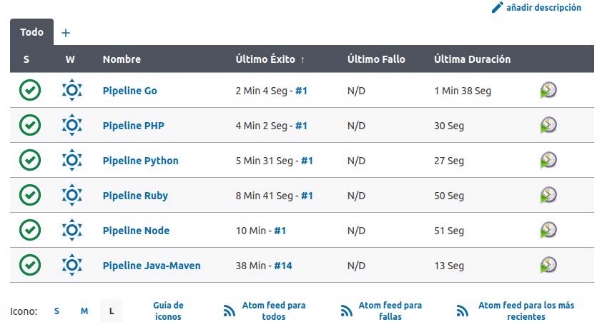 añadir descripción
Todo +
S W Nombre Último Éxito ↑ Último Fallo Última Duración
Pipeline Go 2 Min 4 Seg - #1 N/D 1 Min 38 Seg
Pipeline PHP 4 Min 2 Seg - #1 N/D 30 Seg
Pipeline Python 5 Min 31 Seg - #1 N/D 27 Seg
Pipeline Ruby 8 Min 41 Seg - #1 N/D 50 Seg
Pipeline Node 10 Min - #1 N/D 51 Seg
Pipeline Java-Maven 38 Min - #14 N/D 13 Seg
Icono: S M L
Guía de
iconos
Atom feed para
todos
Atom feed para
fallas
Atom feed para los más
recientes